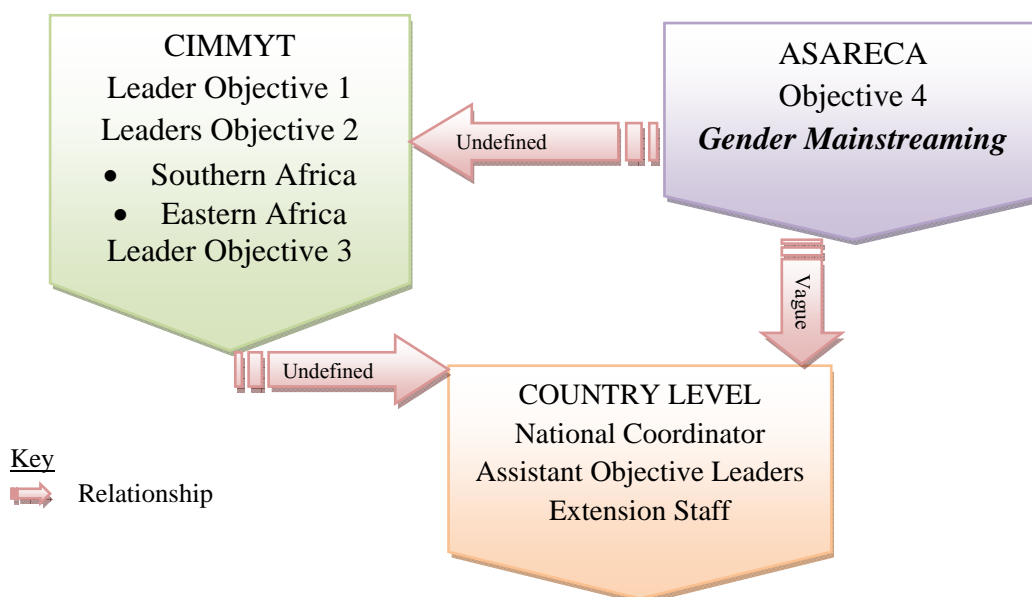 CIMMYT
Leader Objective 1
Leaders Objective 2
• Southern Africa
• Eastern Africa
Leader Objective 3
Undefined
ASARECA
Objective 4
Gender Mainstreaming
Vague
Undefined
COUNTRY LEVEL
National Coordinator
Assistant Objective Leaders
Extension Staff
Key
Relationship